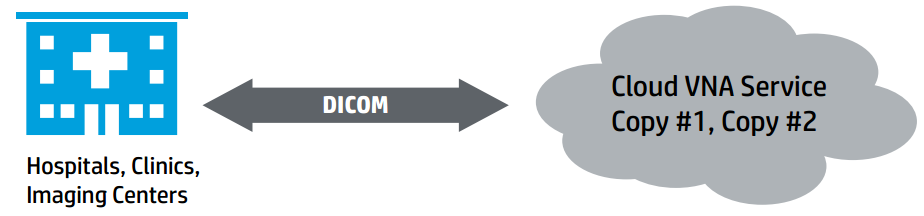 DICOM
Cloud VNA Service
Copy #1, Copy #2
Hospitals, Clinics,
Imaging Centers